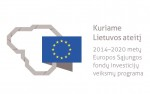 Kuriame
Lietuvos ateitį
2014–2020 metų
Europos Sąjungos
fondų investicijų
veiksmų programa